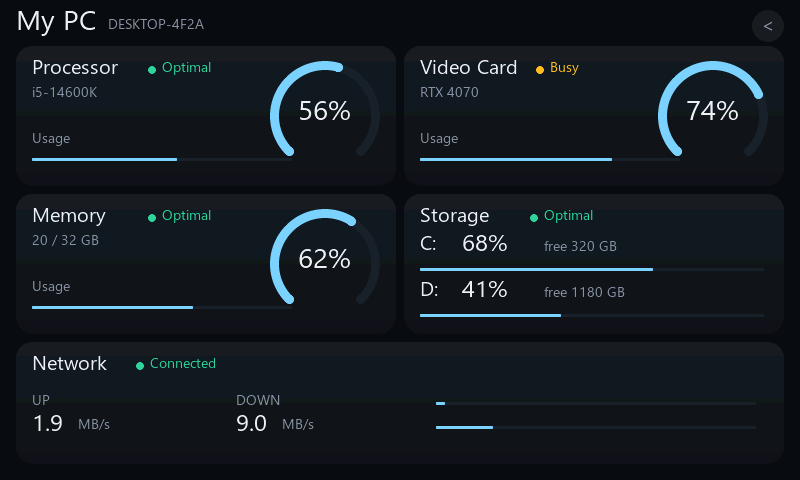 My PC DESKTOP-4F2A <
Processor Optimal
i5-14600K
56%
Usage
Video Card Busy
RTX 4070
74%
Usage
Memory Optimal
20 / 32 GB
62%
Usage
Storage Optimal
C: 68% free 320 GB
D: 41% free 1180 GB
Network Connected
UP DOWN
1.9 MB/s 9.0 MB/s